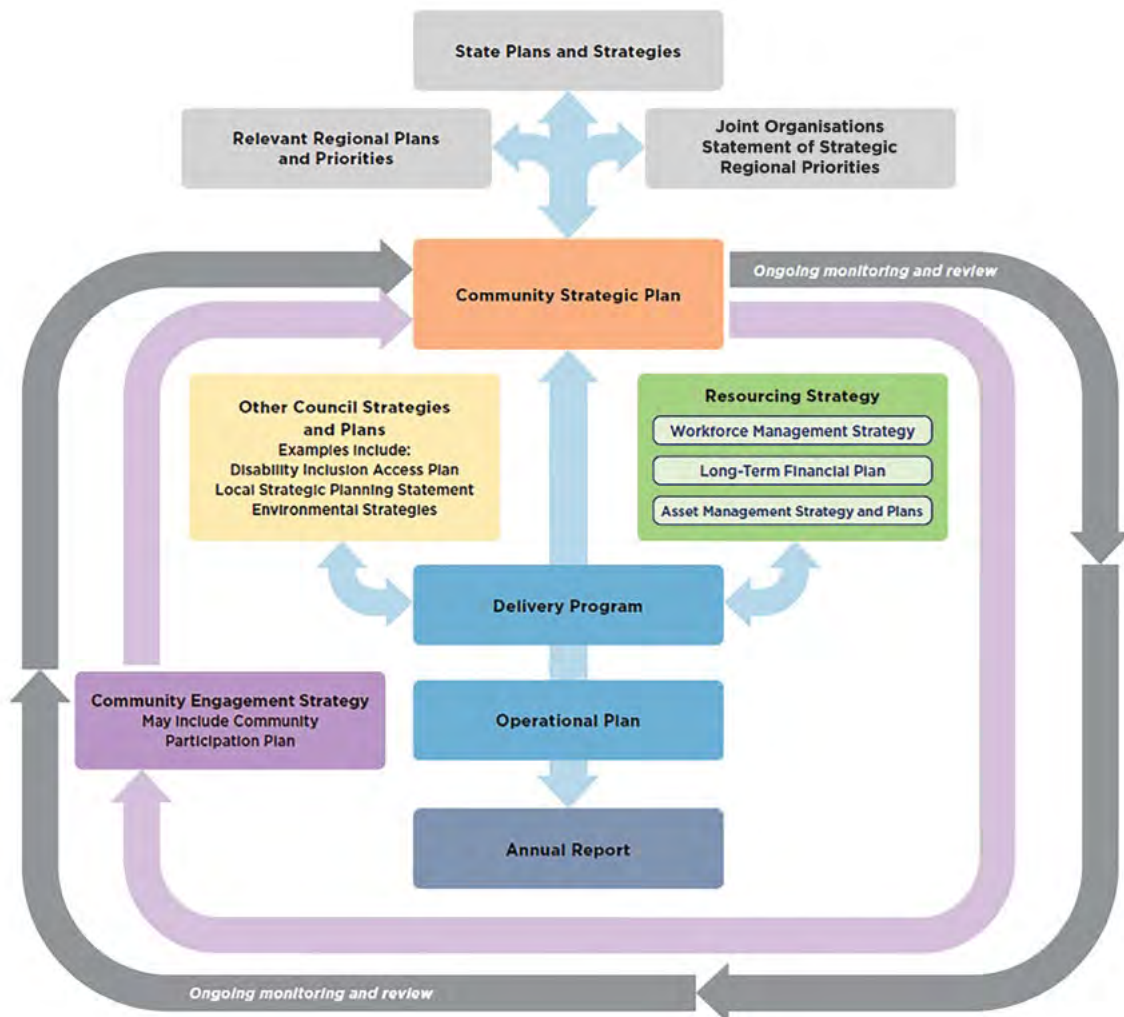 State Plans and Strategies
Relevant Regional Plans
and Priorities
Joint Organisations
Statement of Strategic
Regional Priorities
Community Strategic Plan
Ongoing monitoring and review
Other Council Strategies
and Plans
Examples include:
Disability Inclusion Access Plan
Local Strategic Planning Statement
Environmental Strategies
Resourcing Strategy
Workforce Management Strategy
Long-Term Financial Plan
Asset Management Strategy and Plans
Delivery Program
Community Engagement Strategy
May Include Community
Participation Plan
Operational Plan
Annual Report
Ongoing monitoring and review